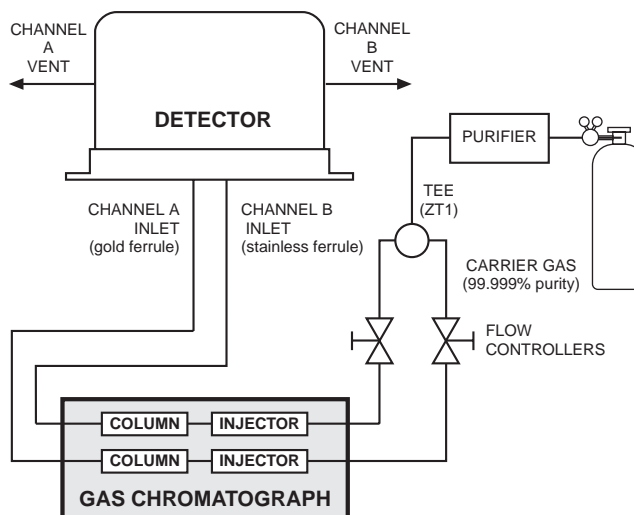 CHANNEL
A
VENT
CHANNEL
B
VENT
DETECTOR
PURIFIER
TEE
(ZT1)
CHANNEL A
INLET
(gold ferrule)
CHANNEL B
INLET
(stainless ferrule)
CARRIER GAS
(99.999% purity)
FLOW
CONTROLLERS
COLUMN
INJECTOR
COLUMN
INJECTOR
GAS CHROMATOGRAPH